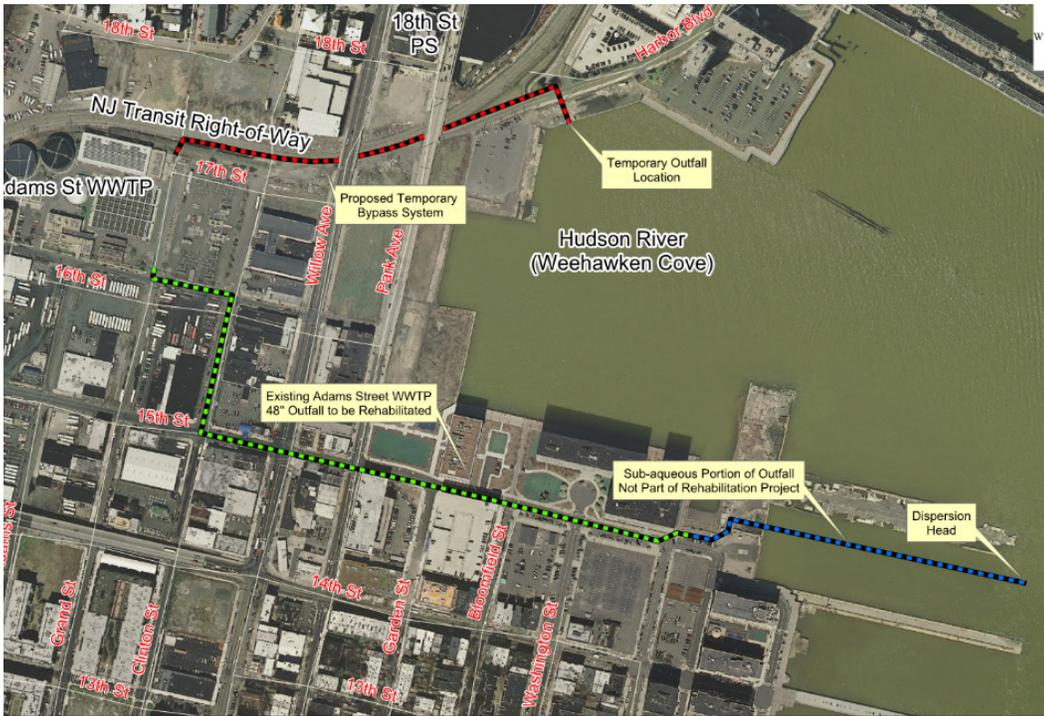 18th St
18th St
18th St
PS
Harbor Blvd
W
NJ Transit Right-of-Way
17th St
Adams St WWTP
Temporary Outfall
Location
Proposed Temporary
Bypass System
Willow Ave
Park Ave
Hudson River
(Weehawken Cove)
16th St
Existing Adams Street WWTP
48" Outfall to be Rehabilitated
15th St
Sub-aqueous Portion of Outfall
Not Part of Rehabilitation Project
Dispersion
Head
Adams St
Grand St
Clinton St
14th St
Garden St
Bloomfield St
Washington St
13th St
13th St